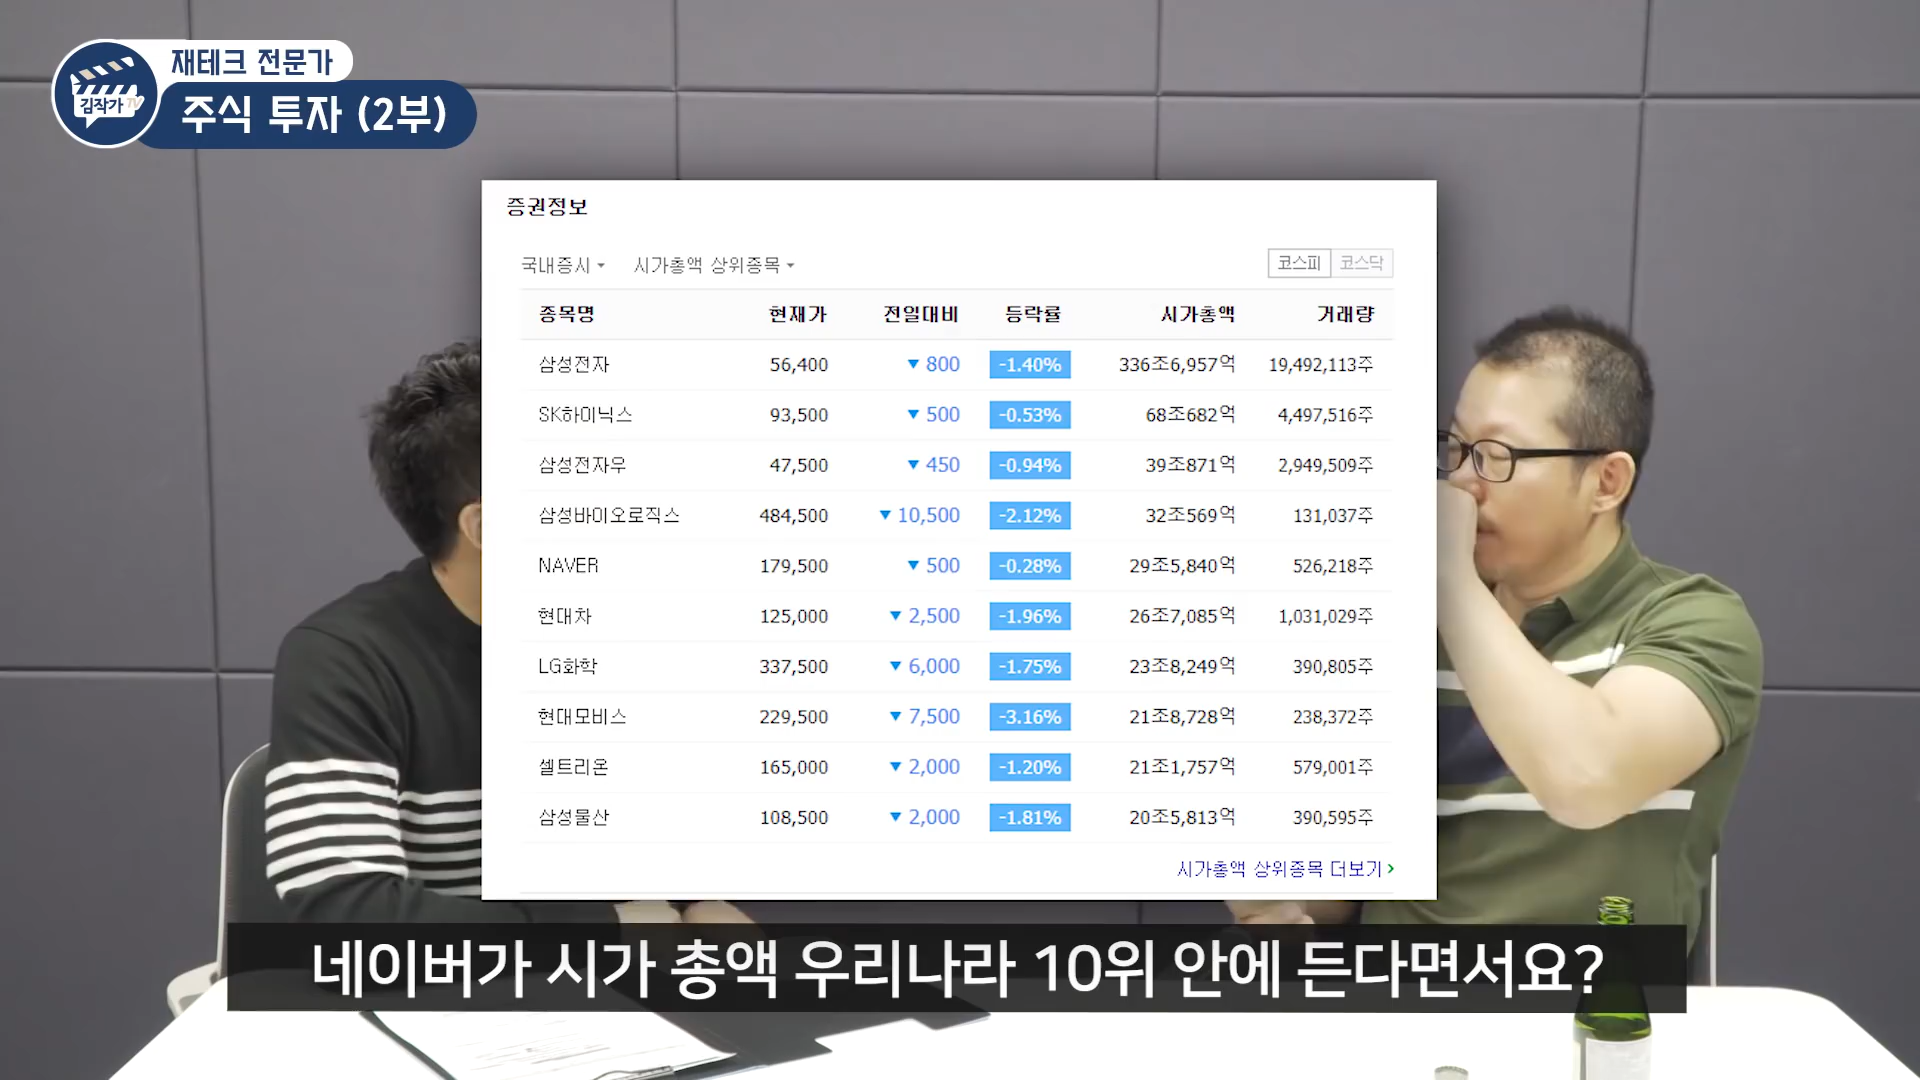 재테크 전문가
김작가 TV
주식 투자 (2부)
증권정보
국내증시 시가총액 상위종목 코스피 코스닥
종목명 현재가 전일대비 등락률 시가총액 거래량
삼성전자 56,400 ▼ 800 -1.40% 336조6,957억 19,492,113주
SK하이닉스 93,500 ▼ 500 -0.53% 68조682억 4,497,516주
삼성전자우 47,500 ▼ 450 -0.94% 39조871억 2,949,509주
삼성바이오로직스 484,500 ▼ 10,500 -2.12% 32조569억 131,037주
NAVER 179,500 ▼ 500 -0.28% 29조5,840억 526,218주
현대차 125,000 ▼ 2,500 -1.96% 26조7,085억 1,031,029주
LG화학 337,500 ▼ 6,000 -1.75% 23조8,249억 390,805주
현대모비스 229,500 ▼ 7,500 -3.16% 21조8,728억 238,372주
셀트리온 165,000 ▼ 2,000 -1.20% 21조1,757억 579,001주
삼성물산 108,500 ▼ 2,000 -1.81% 20조5,813억 390,595주
시가총액 상위종목 더보기
네이버가 시가 총액 우리나라 10위 안에 든다면서요?